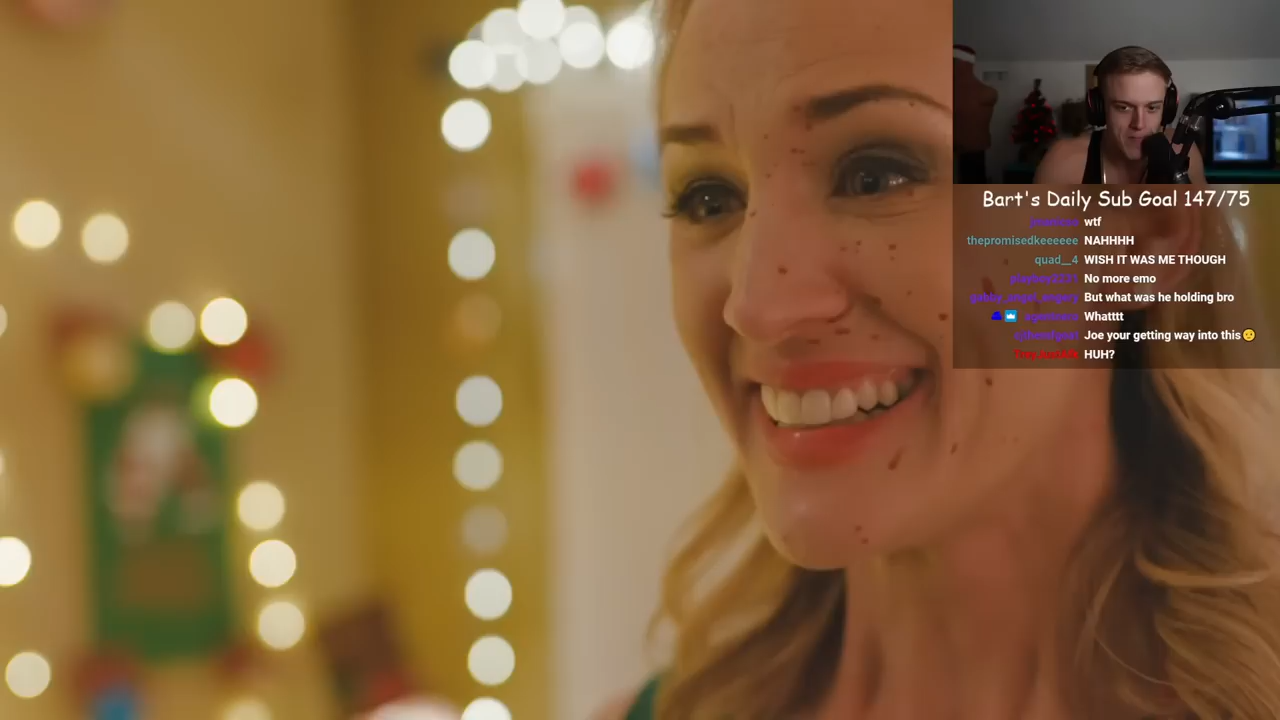 Bart's Daily Sub Goal 147/75
wtf
thepromisedkeeeeee NAHHHH
quad__4 WISH IT WAS ME THOUGH
No more emo
But what was he holding bro
Whatttt
Joe your getting way into this
HUH?